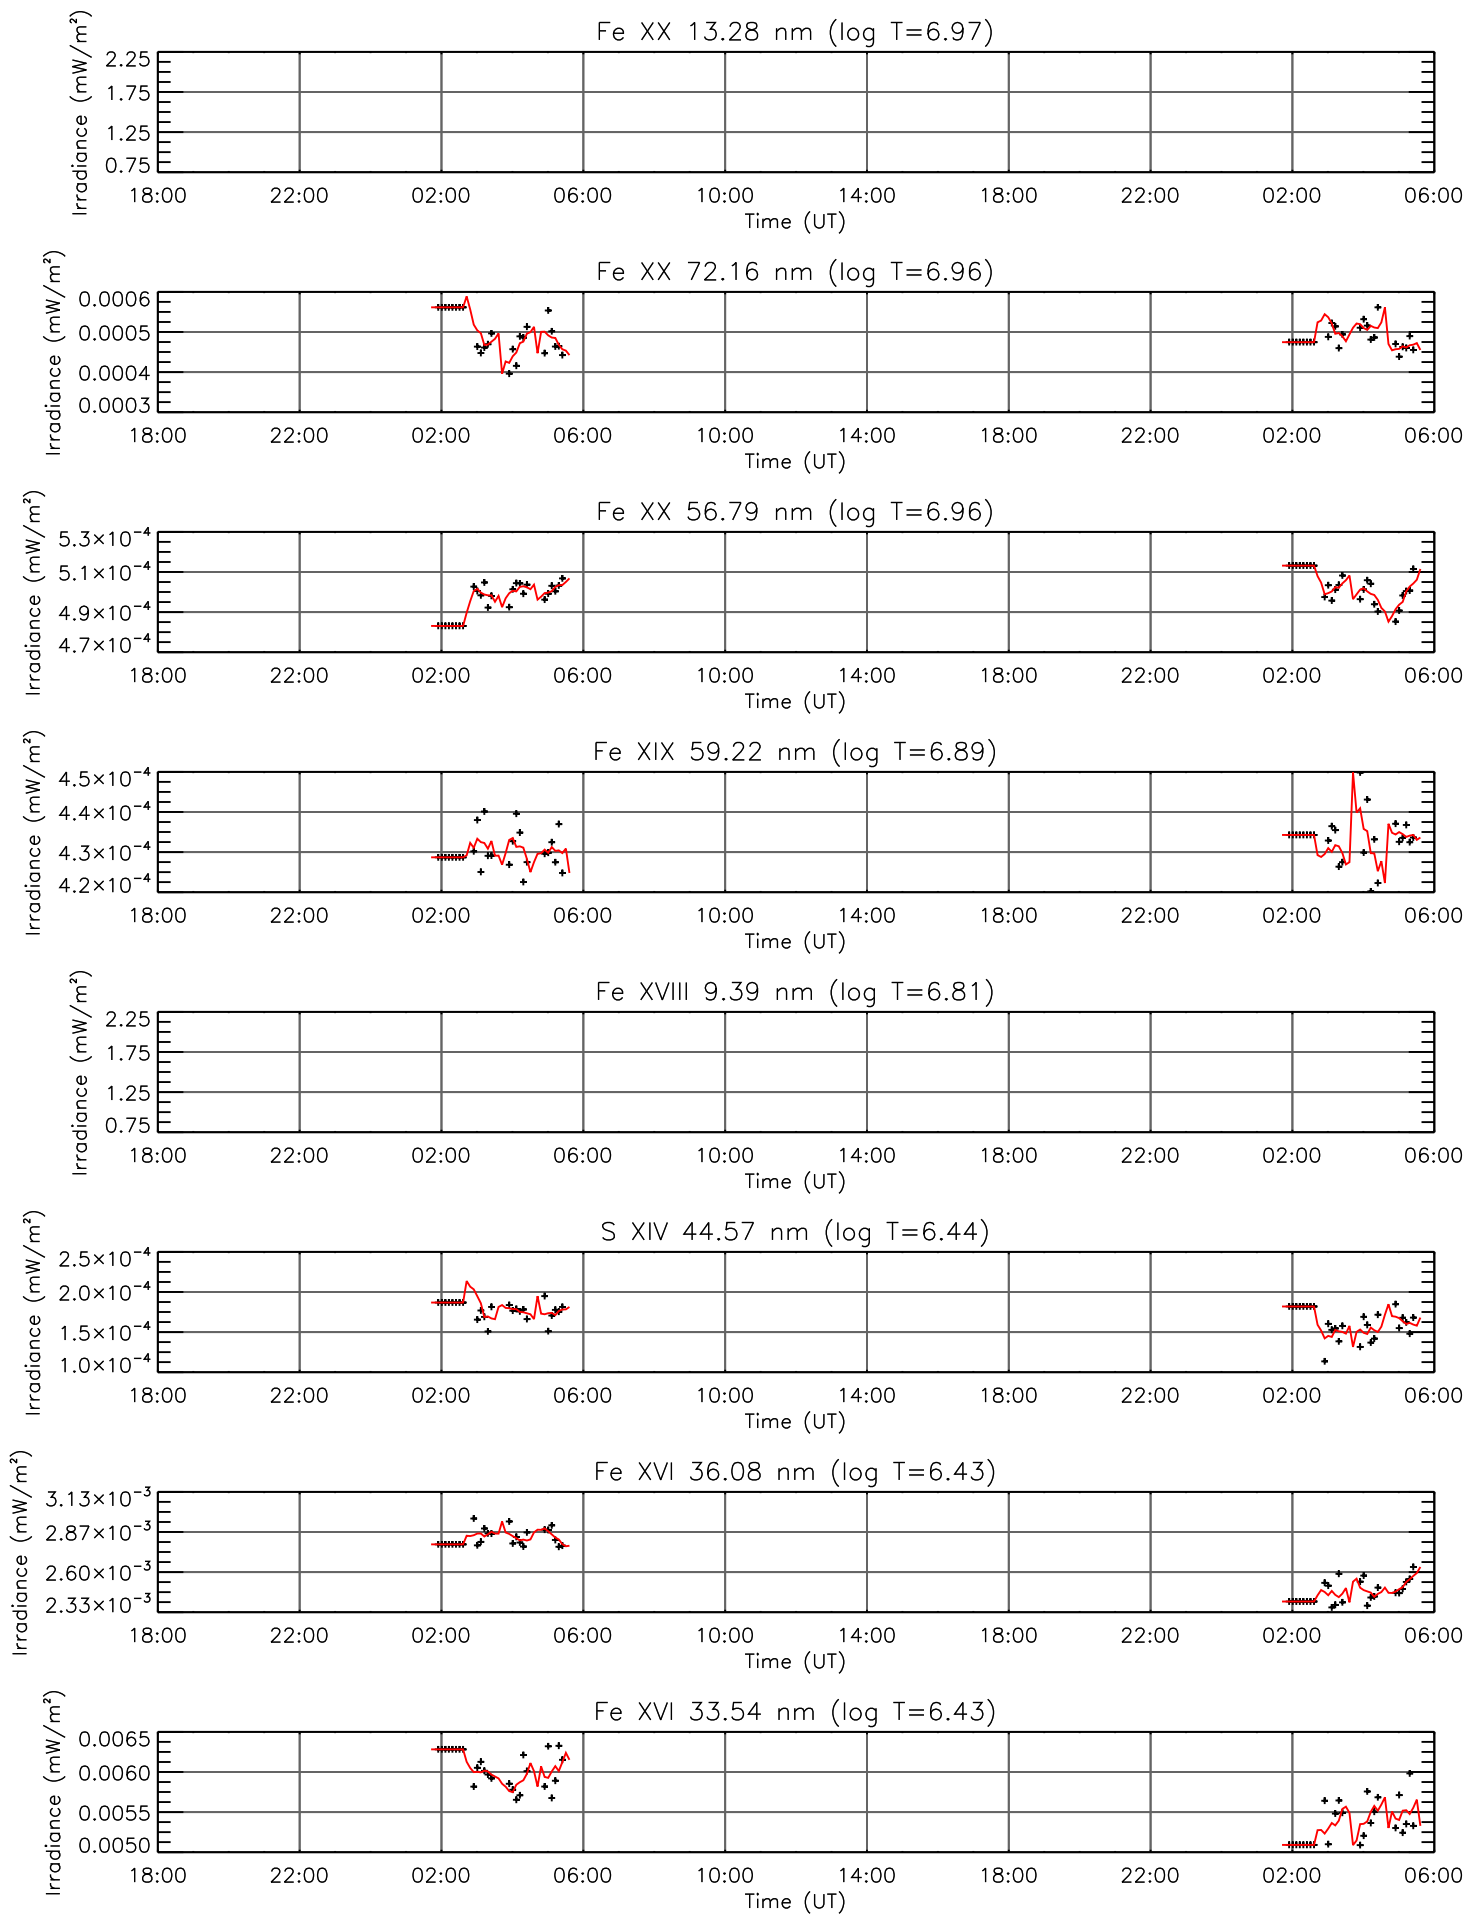 Fe XX 13.28 nm (log T=6.97)
Irradiance (mW/m²)
2.25
1.75
1.25
0.75
18:00 22:00 02:00 06:00 10:00 14:00 18:00 22:00 02:00 06:00
Time (UT)
Fe XX 72.16 nm (log T=6.96)
Irradiance (mW/m²)
0.0006
0.0005
0.0004
0.0003
18:00 22:00 02:00 06:00 10:00 14:00 18:00 22:00 02:00 06:00
Time (UT)
Fe XX 56.79 nm (log T=6.96)
Irradiance (mW/m²)
5.3×10⁻⁴
5.1×10⁻⁴
4.9×10⁻⁴
4.7×10⁻⁴
18:00 22:00 02:00 06:00 10:00 14:00 18:00 22:00 02:00 06:00
Time (UT)
Fe XIX 59.22 nm (log T=6.89)
Irradiance (mW/m²)
4.5×10⁻⁴
4.4×10⁻⁴
4.3×10⁻⁴
4.2×10⁻⁴
18:00 22:00 02:00 06:00 10:00 14:00 18:00 22:00 02:00 06:00
Time (UT)
Fe XVIII 9.39 nm (log T=6.81)
Irradiance (mW/m²)
2.25
1.75
1.25
0.75
18:00 22:00 02:00 06:00 10:00 14:00 18:00 22:00 02:00 06:00
Time (UT)
S XIV 44.57 nm (log T=6.44)
Irradiance (mW/m²)
2.5×10⁻⁴
2.0×10⁻⁴
1.5×10⁻⁴
1.0×10⁻⁴
18:00 22:00 02:00 06:00 10:00 14:00 18:00 22:00 02:00 06:00
Time (UT)
Fe XVI 36.08 nm (log T=6.43)
Irradiance (mW/m²)
3.13×10⁻³
2.87×10⁻³
2.60×10⁻³
2.33×10⁻³
18:00 22:00 02:00 06:00 10:00 14:00 18:00 22:00 02:00 06:00
Time (UT)
Fe XVI 33.54 nm (log T=6.43)
Irradiance (mW/m²)
0.0065
0.0060
0.0055
0.0050
18:00 22:00 02:00 06:00 10:00 14:00 18:00 22:00 02:00 06:00
Time (UT)